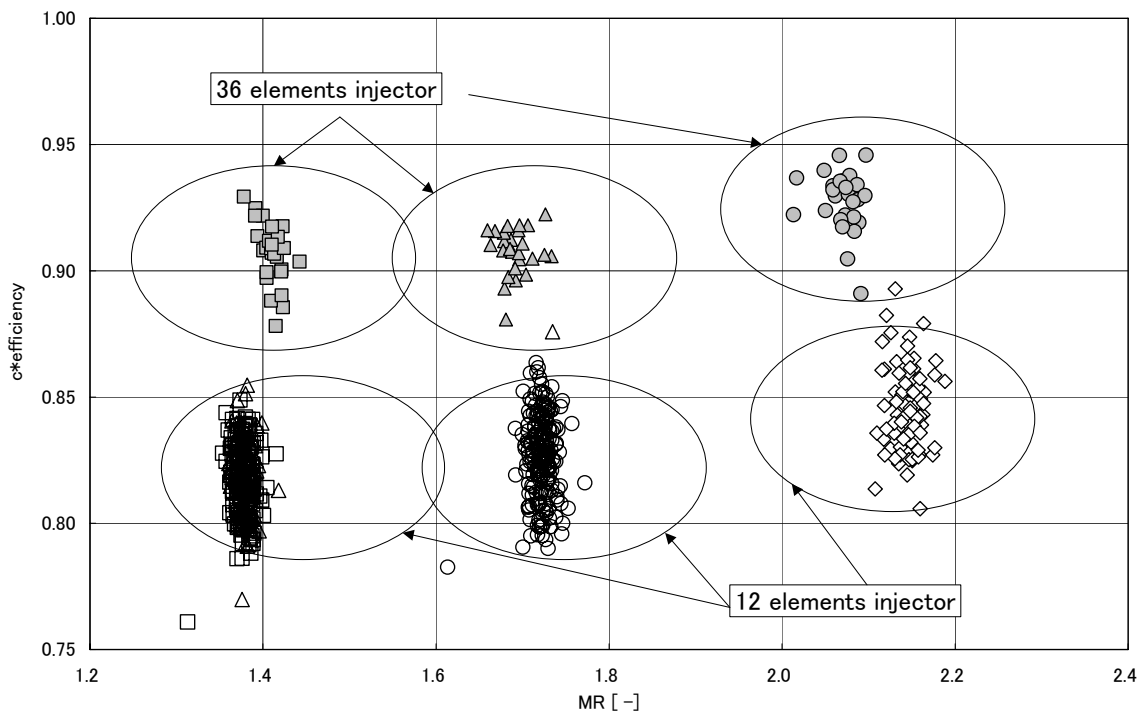 1.00
36 elements injector
0.95
0.90
c*efficiency
0.85
0.80
12 elements injector
0.75
1.2 1.4 1.6 1.8 2.0 2.2 2.4
MR [ -]